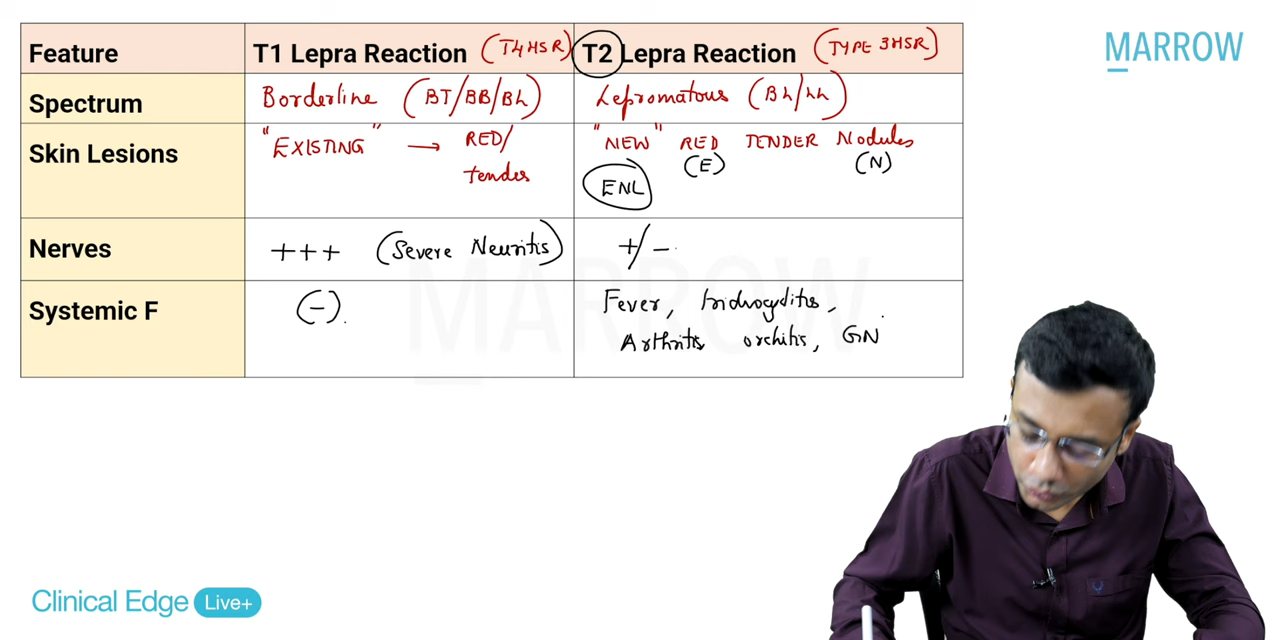 MARROW
Feature T1 Lepra Reaction (T4 HSR) T2 Lepra Reaction (TYPE 3HSR)
Spectrum Borderline (BT/BB/BL) Lepromatous (BL/LL)
Skin Lesions "EXISTING" → RED/ "NEW" RED TENDER Nodules
tender (E) (N)
ENL
Nerves +++ (Severe Neuritis) +/-
Systemic F (-) Fever, Iridocyclitis,
Arthritis orchitis, GN
MARROW
Clinical Edge Live+